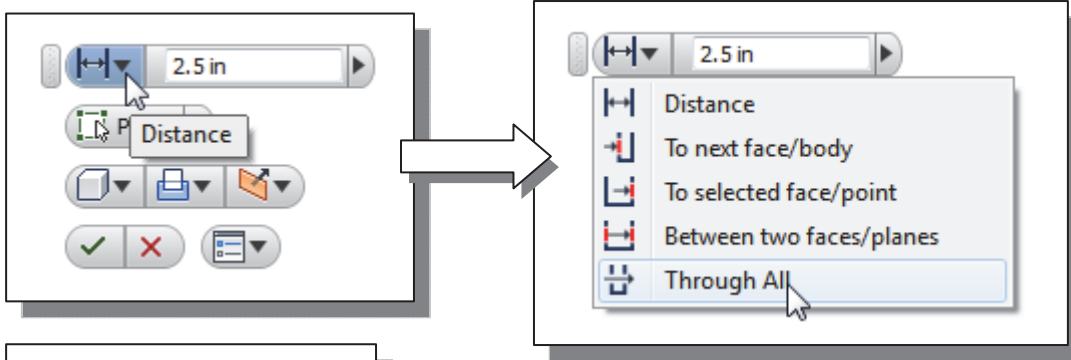 2.5 in
P
Distance
2.5 in
Distance
To next face/body
To selected face/point
Between two faces/planes
Through All